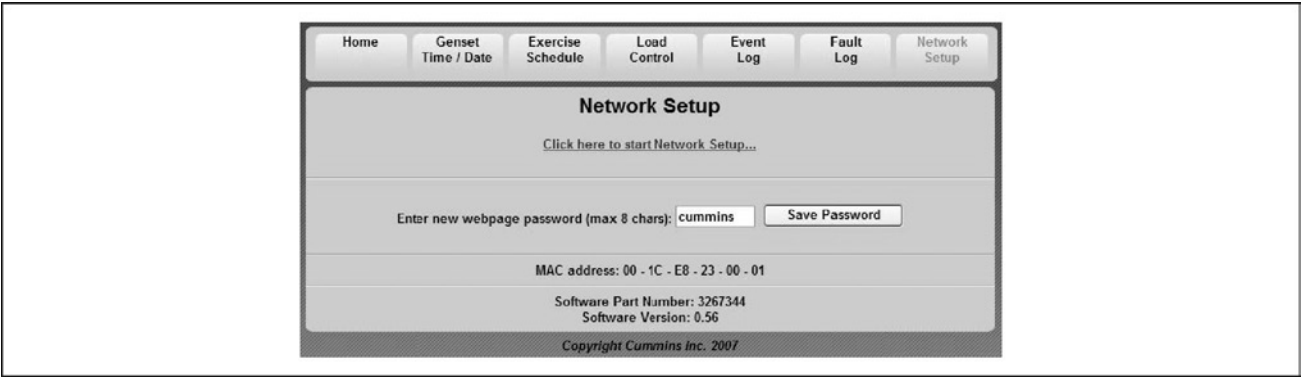 Home
Genset
Time / Date
Exercise
Schedule
Load
Control
Event
Log
Fault
Log
Network
Setup
Network Setup
Click here to start Network Setup...
Enter new webpage password (max 8 chars): cummins Save Password
MAC address: 00 - 1C - E8 - 23 - 00 - 01
Software Part Number: 3267344
Software Version: 0.56
Copyright Cummins Inc. 2007